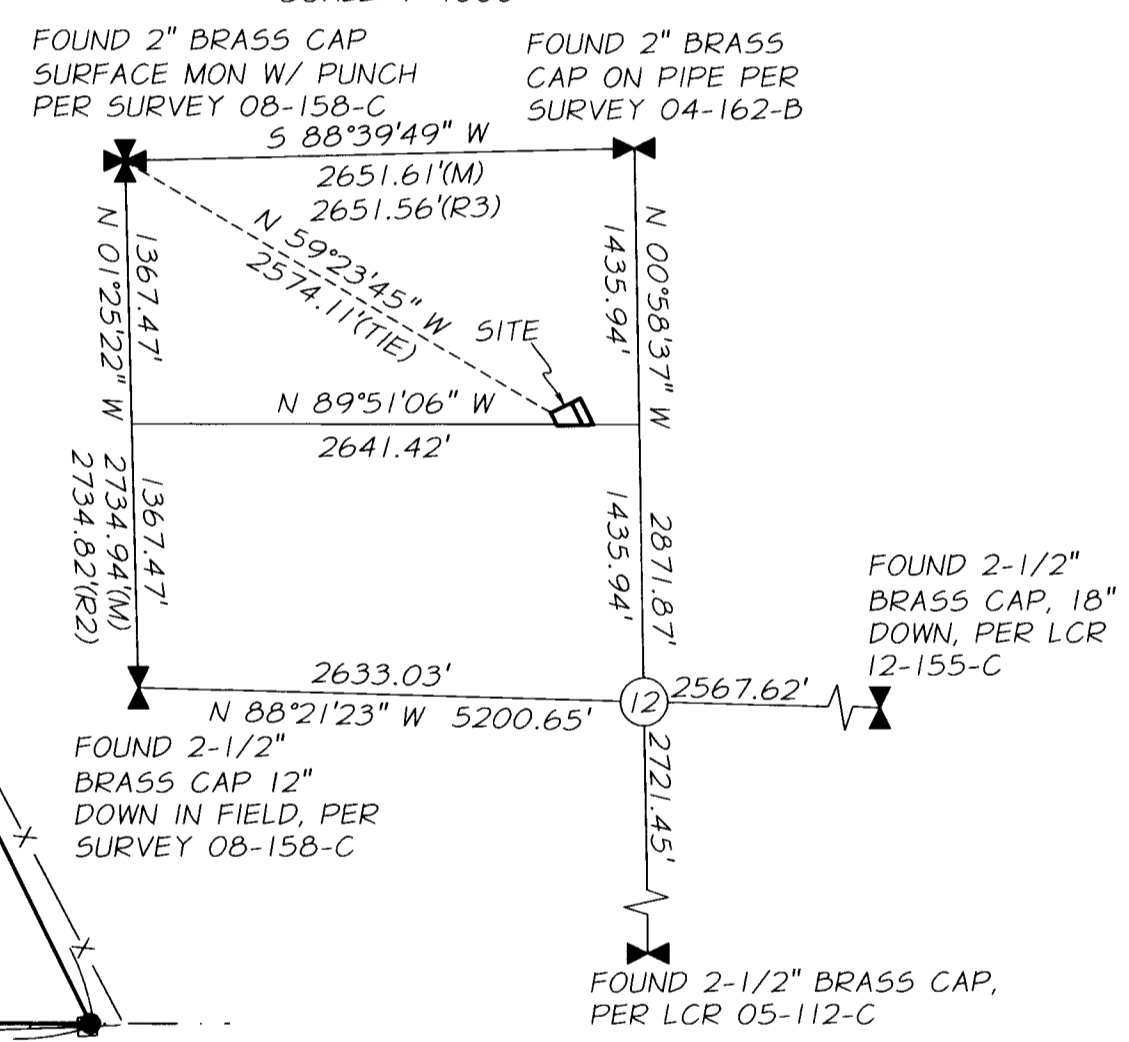 FOUND 2" BRASS CAP
SURFACE MON W/ PUNCH
PER SURVEY 08-158-C
FOUND 2" BRASS
CAP ON PIPE PER
SURVEY 04-162-B
S 88°39'49" W
2651.61'(M)
2651.56'(R3)
N 59°23'45" W
2574.11'(TIE)
SITE
N 01°25'22" W
1367.47'
1435.94'
N 00°58'37" W
N 89°51'06" W
2641.42'
2734.82'(R2)
2734.94'(M)
1367.47'
1435.94'
2871.87'
FOUND 2-1/2"
BRASS CAP, 18"
DOWN, PER LCR
12-155-C
2633.03'
12
2567.62'
N 88°21'23" W 5200.65'
FOUND 2-1/2"
BRASS CAP 12"
DOWN IN FIELD, PER
SURVEY 08-158-C
2721.45'
FOUND 2-1/2" BRASS CAP,
PER LCR 05-112-C